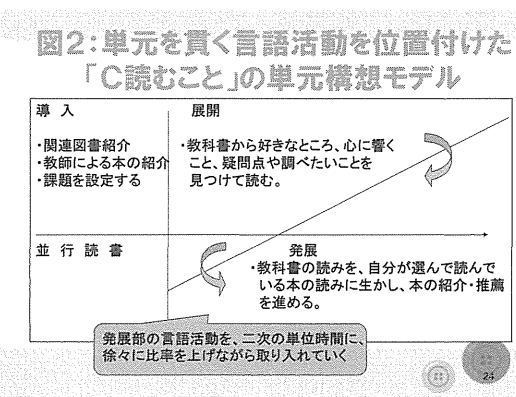 図2:単元を貫く言語活動を位置付けた
「C読むこと」の単元構想モデル
導 入
・関連図書紹介
・教師による本の紹介
・課題を設定する
展開
・教科書から好きなところ、心に響く
こと、疑問点や調べたいことを
見つけて読む。
並 行 読 書
発展
・教科書の読みを、自分が選んで読んで
いる本の読みに生かし、本の紹介・推薦
を進める。
発展部の言語活動を、二次の単位時間に、
徐々に比率を上げながら取り入れていく
24